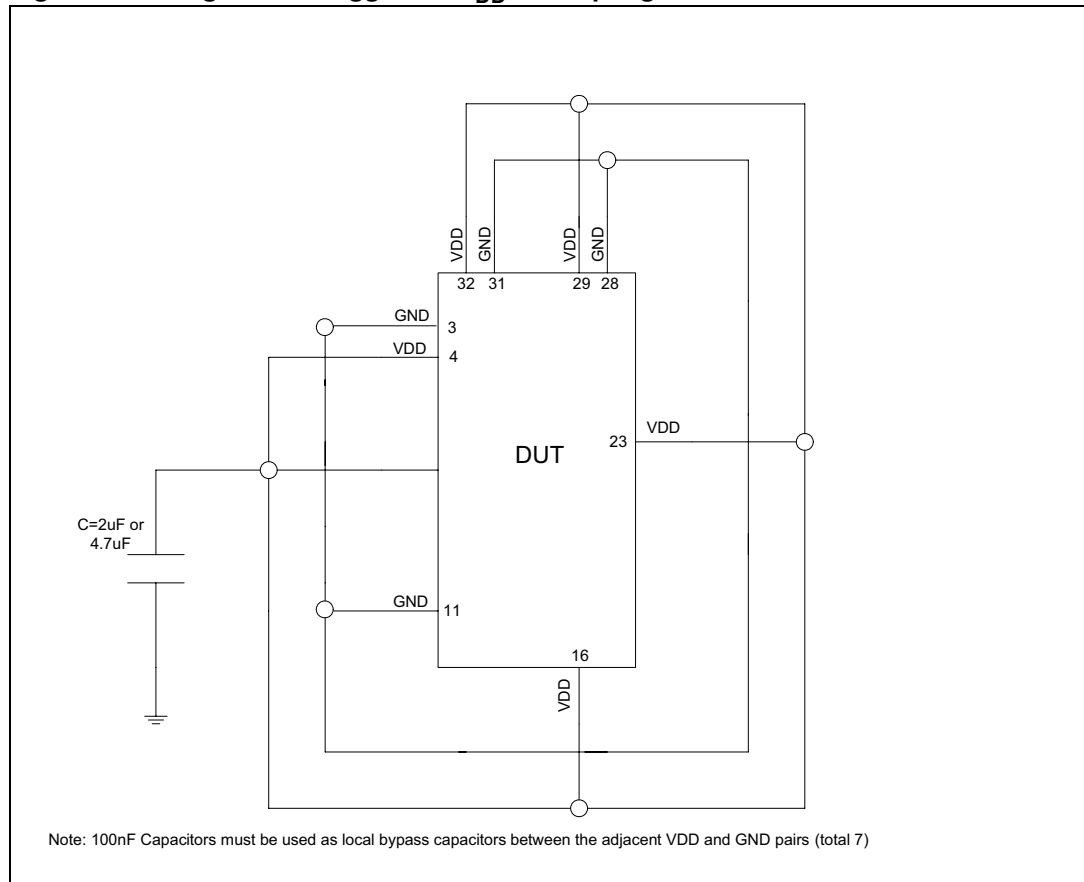 VDD
GND
VDD
GND
32
31
29
28
GND
3
VDD
4
23
VDD
DUT
C=2uF or
4.7uF
GND
11
16
VDD
Note: 100nF Capacitors must be used as local bypass capacitors between the adjacent VDD and GND pairs (total 7)